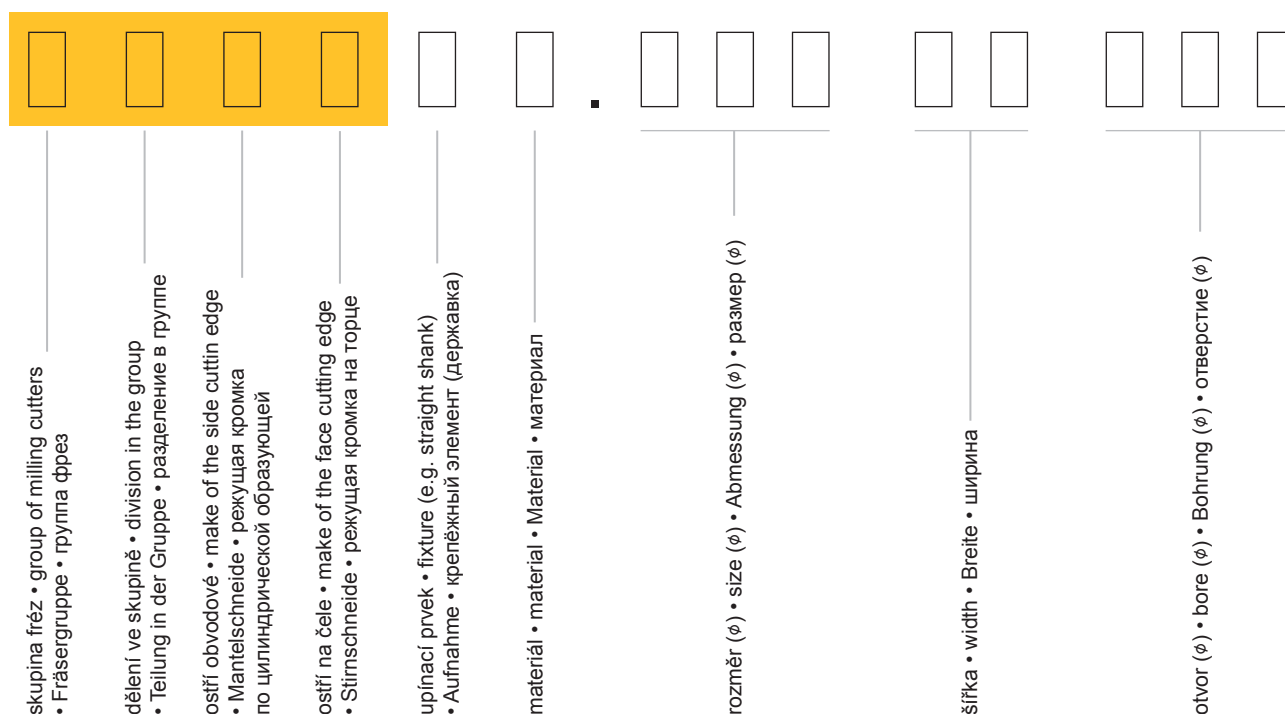 skupina fréz • group of milling cutters
• Fräsergruppe • группа фрез
dělení ve skupině • division in the group
• Teilung in der Gruppe • разделение в группе
ostří obvodové • make of the side cuttin edge
• Mantelschneide • режущая кромка
по цилиндрической образующей
ostří na čele • make of the face cutting edge
• Stirnschneide • режущая кромка на торце
upínací prvek • fixture (e.g. straight shank)
• Aufnahme • крепёжный элемент (державка)
materiál • material • Material • материал
rozměr (ϕ) • size (ϕ) • Abmessung (ϕ) • размер (ϕ)
šířka • width • Breite • ширина
otvor (ϕ) • bore (ϕ) • Bohrung (ϕ) • отверстие (ϕ)